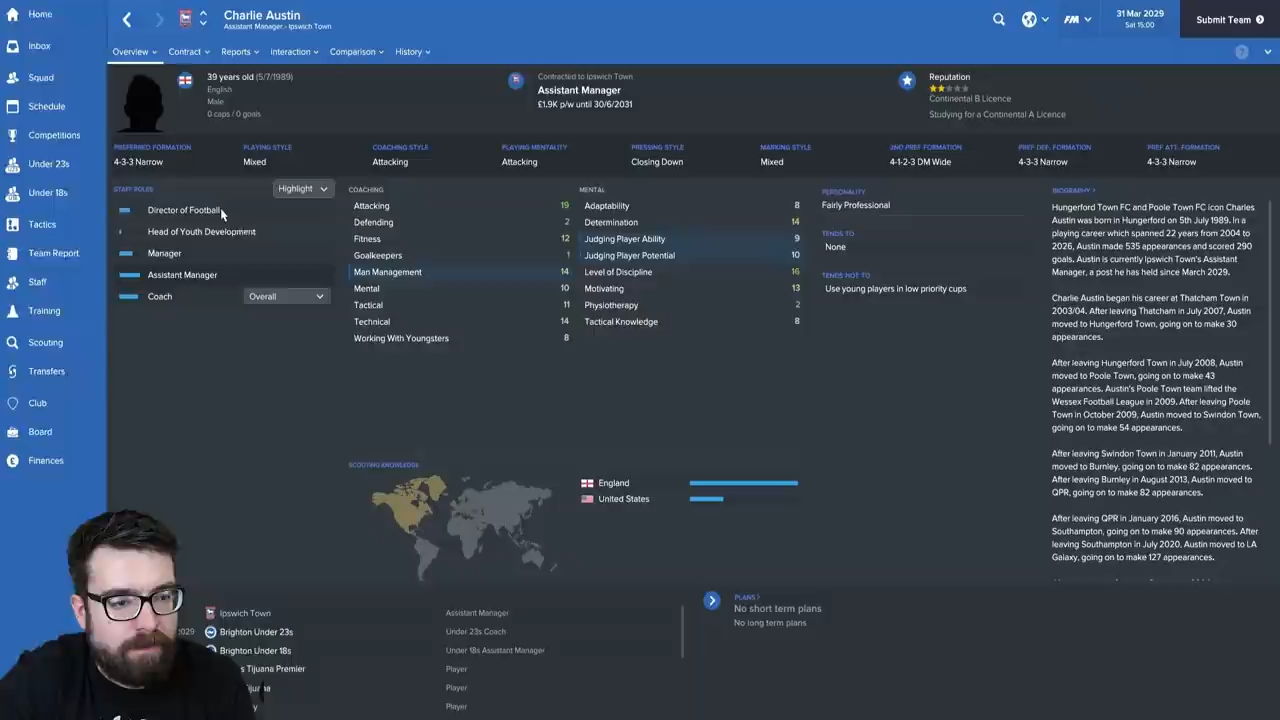 Home
Inbox
Squad
Schedule
Competitions
Under 23s
Under 18s
Tactics
Team Report
Staff
Training
Scouting
Transfers
Club
Board
Finances
Charlie Austin
Assistant Manager - Ipswich Town
FM
31 Mar 2029
Sat 15:00
Submit Team
Overview
Contract
Reports
Interaction
Comparison
History
?
39 years old (5/7/1989)
English
Male
0 caps / 0 goals
Contracted to Ipswich Town
Assistant Manager
£1.9K p/w until 30/6/2031
Reputation
Continental B Licence
Studying for a Continental A Licence
PREFERRED FORMATION
4-3-3 Narrow
PLAYING STYLE
Mixed
COACHING STYLE
Attacking
PLAYING MENTALITY
Attacking
PRESSING STYLE
Closing Down
MARKING STYLE
Mixed
2ND PREF FORMATION
4-1-2-3 DM Wide
PREF DEF. FORMATION
4-3-3 Narrow
PREF ATT. FORMATION
4-3-3 Narrow
STAFF ROLES
Highlight
Director of Football
Head of Youth Development
Manager
Assistant Manager
Coach
Overall
COACHING
Attacking 19
Defending 2
Fitness 12
Goalkeepers 1
Man Management 14
Mental 10
Tactical 11
Technical 14
Working With Youngsters 8
MENTAL
Adaptability 8
Determination 14
Judging Player Ability 9
Judging Player Potential 10
Level of Discipline 16
Motivating 13
Physiotherapy 2
Tactical Knowledge 8
PERSONALITY
Fairly Professional
TENDS TO
None
TENDS NOT TO
Use young players in low priority cups
BIOGRAPHY >
Hungerford Town FC and Poole Town FC icon Charles
Austin was born in Hungerford on 5th July 1989. In a
playing career which spanned 22 years from 2004 to
2026, Austin made 535 appearances and scored 290
goals. Austin is currently Ipswich Town's Assistant
Manager, a post he has held since March 2029.
Charlie Austin began his career at Thatcham Town in
2003/04. After leaving Thatcham in July 2007, Austin
moved to Hungerford Town, going on to make 30
appearances.
After leaving Hungerford Town in July 2008, Austin
moved to Poole Town, going on to make 43
appearances. Austin's Poole Town team lifted the
Wessex Football League in 2009. After leaving Poole
Town in October 2009, Austin moved to Swindon Town,
going on to make 54 appearances.
After leaving Swindon Town in January 2011, Austin
moved to Burnley, going on to make 82 appearances.
After leaving Burnley in August 2013, Austin moved to
QPR, going on to make 82 appearances.
After leaving QPR in January 2016, Austin moved to
Southampton, going on to make 90 appearances. After
leaving Southampton in July 2020, Austin moved to LA
Galaxy, going on to make 127 appearances.
SCOUTING KNOWLEDGE
England
United States
Ipswich Town Assistant Manager
2029 Brighton Under 23s Under 23s Coach
Brighton Under 18s Under 18s Assistant Manager
s Tijuana Premier Player
Player
Player
PLANS >
No short term plans
No long term plans